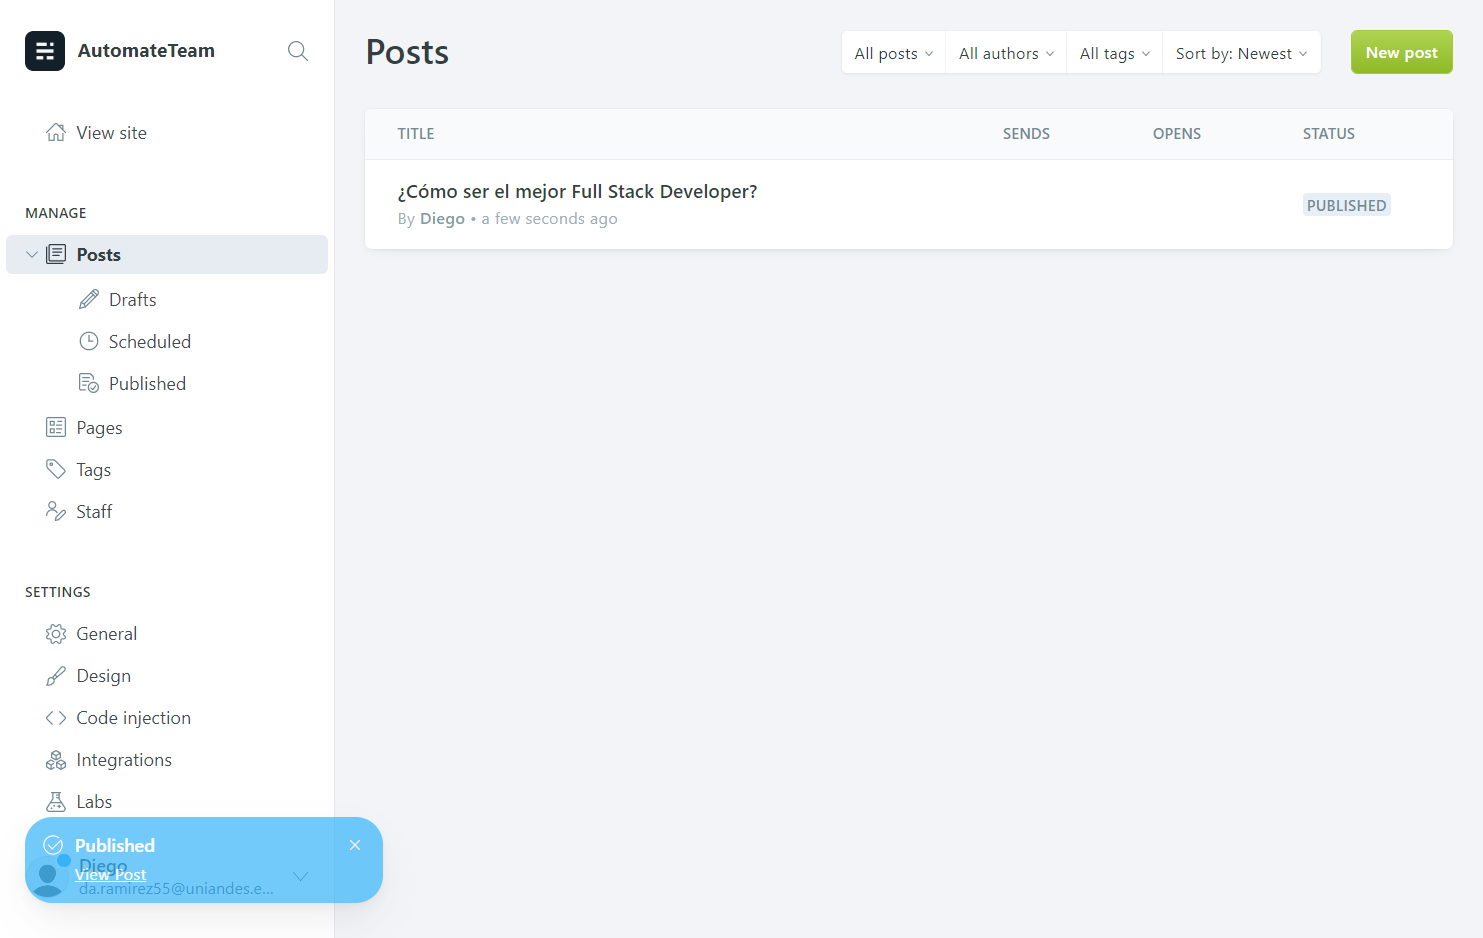 AutomateTeam
View site
MANAGE
Posts
Drafts
Scheduled
Published
Pages
Tags
Staff
SETTINGS
General
Design
Code injection
Integrations
Labs
Published
Diego
View Post
da.ramirez55@uniandes.e...
Posts
All posts
All authors
All tags
Sort by: Newest
New post
TITLE SENDS OPENS STATUS
¿Cómo ser el mejor Full Stack Developer?
By Diego • a few seconds ago
PUBLISHED